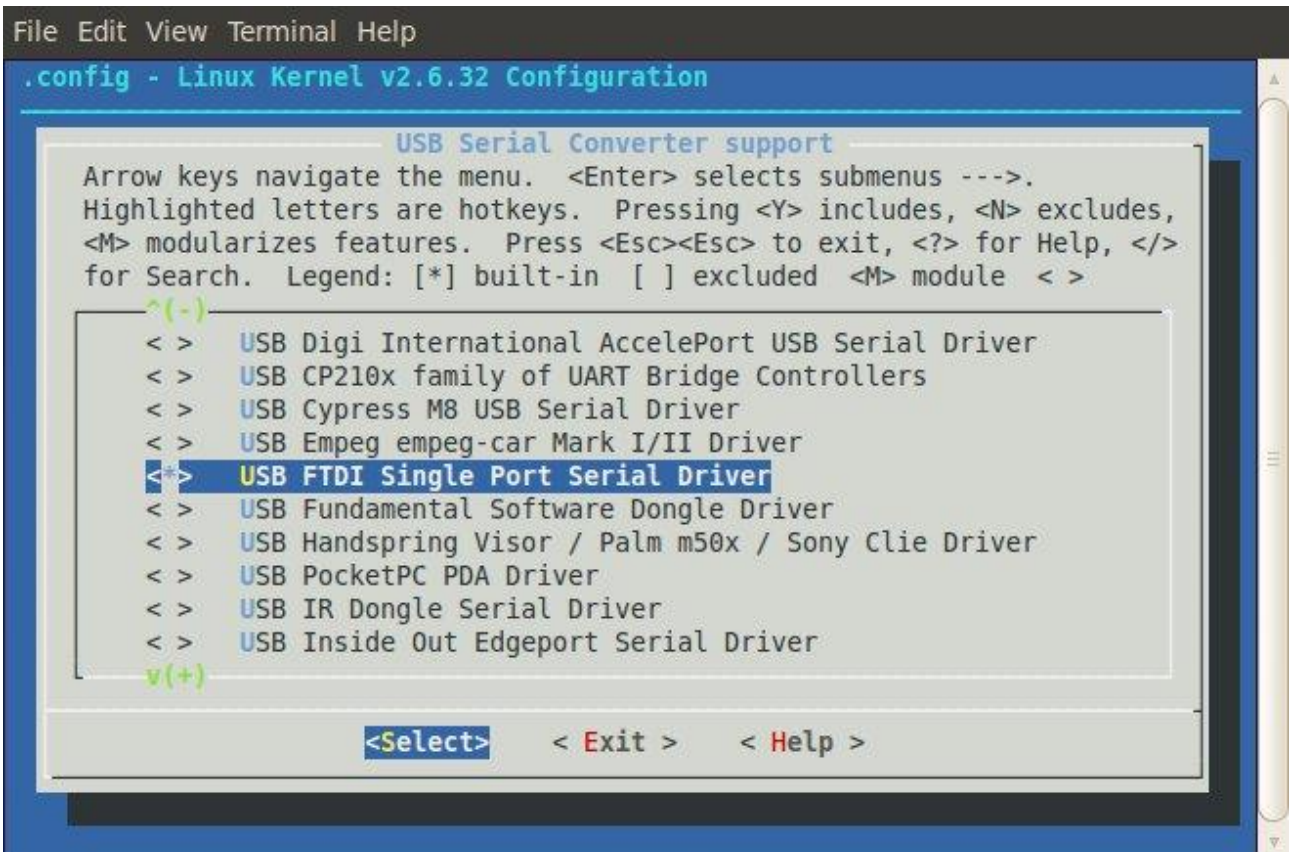 File Edit View Terminal Help
.config - Linux Kernel v2.6.32 Configuration
USB Serial Converter support
Arrow keys navigate the menu.  <Enter> selects submenus --->.
Highlighted letters are hotkeys.  Pressing <Y> includes, <N> excludes,
<M> modularizes features.  Press <Esc><Esc> to exit, <?> for Help, </>
for Search.  Legend: [*] built-in  [ ] excluded  <M> module  < >
^(-)
< >   USB Digi International AccelePort USB Serial Driver
< >   USB CP210x family of UART Bridge Controllers
< >   USB Cypress M8 USB Serial Driver
< >   USB Empeg empeg-car Mark I/II Driver
<*>   USB FTDI Single Port Serial Driver
< >   USB Fundamental Software Dongle Driver
< >   USB Handspring Visor / Palm m50x / Sony Clie Driver
< >   USB PocketPC PDA Driver
< >   USB IR Dongle Serial Driver
< >   USB Inside Out Edgeport Serial Driver
v(+)
<Select>    < Exit >    < Help >